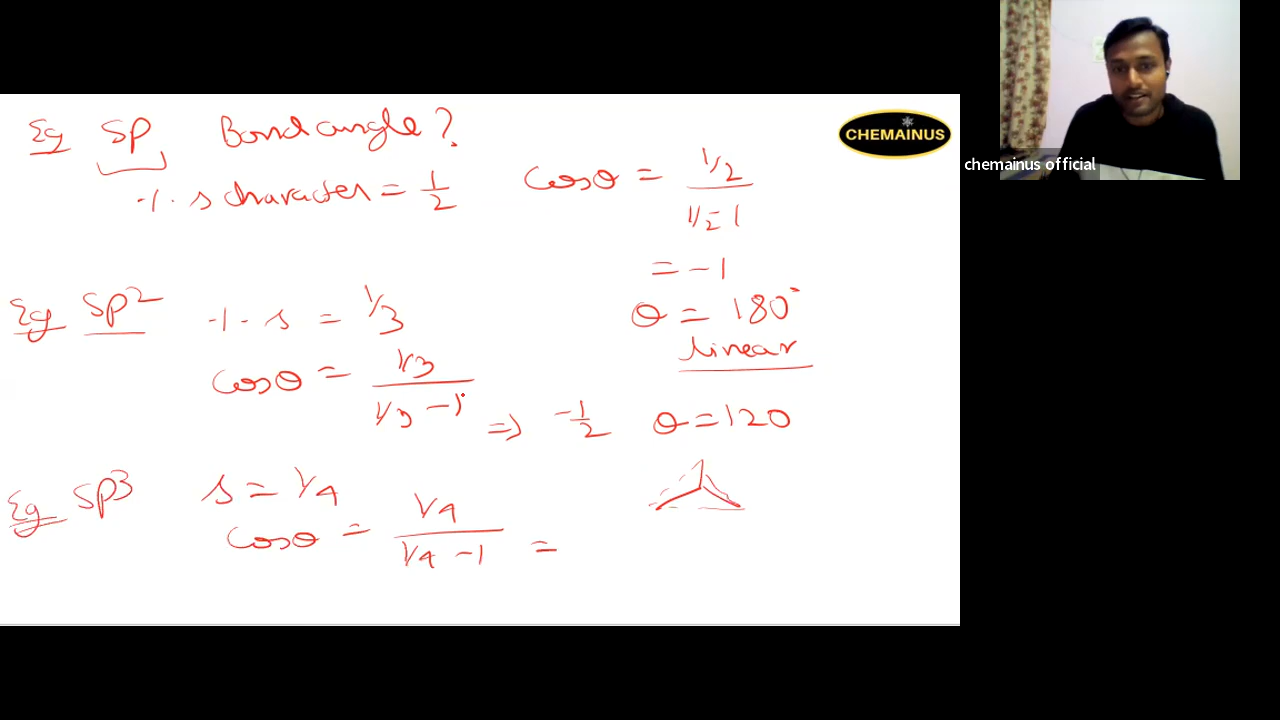 Eg sp Bond angle?
% s character = 1/2
cosθ = 1/2 / 1/2 - 1
= -1
θ = 180°
linear
Eg sp2 % s = 1/3
cosθ = 1/3 / 1/3 - 1 => -1/2 θ = 120
Eg sp3 s = 1/4
cosθ = 1/4 / 1/4 - 1 =
CHEMAINUS
chemainus official